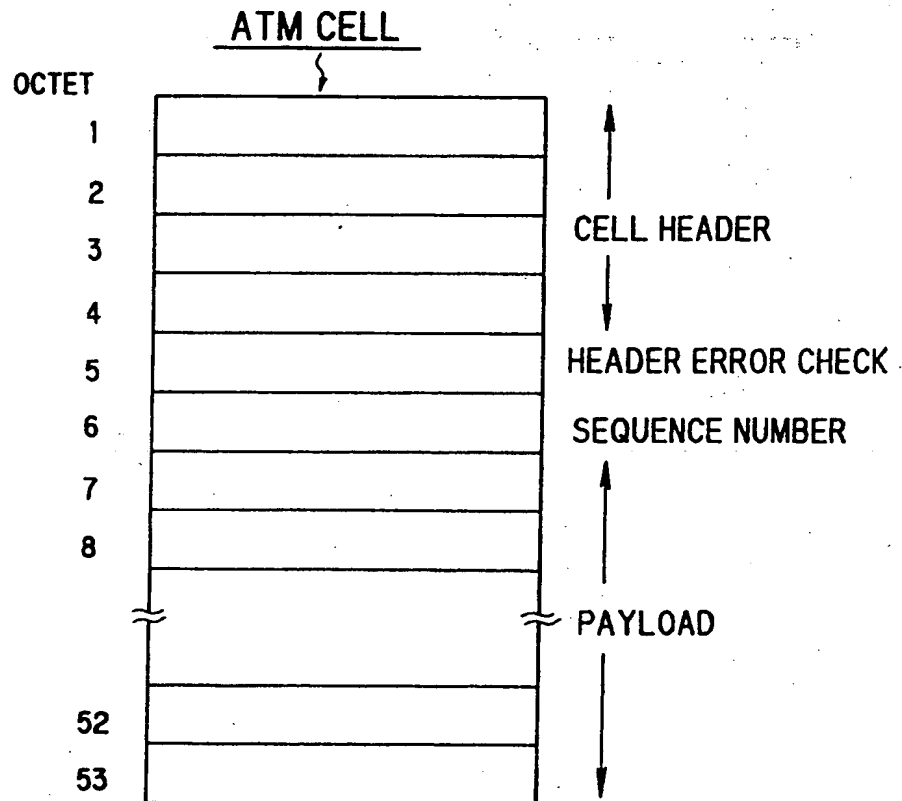 ATM CELL
OCTET
1
2
3
CELL HEADER
4
5
HEADER ERROR CHECK
6
SEQUENCE NUMBER
7
8
PAYLOAD
52
53